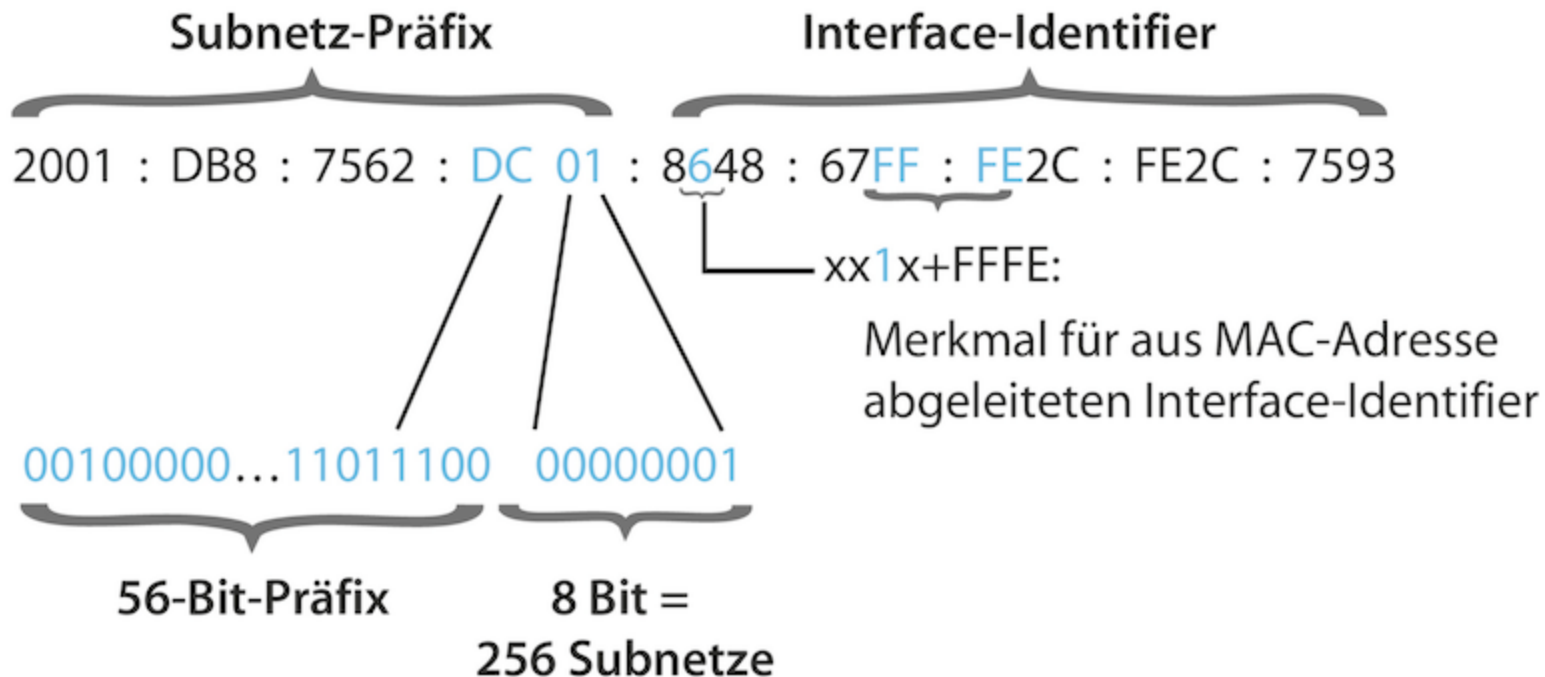 Subnetz-Präfix Interface-Identifier
2001 : DB8 : 7562 : DC 01 : 8648 : 67FF : FE2C : FE2C : 7593
xx1x+FFFE:
Merkmal für aus MAC-Adresse
abgeleiteten Interface-Identifier
00100000...11011100 00000001
56-Bit-Präfix 8 Bit =
256 Subnetze